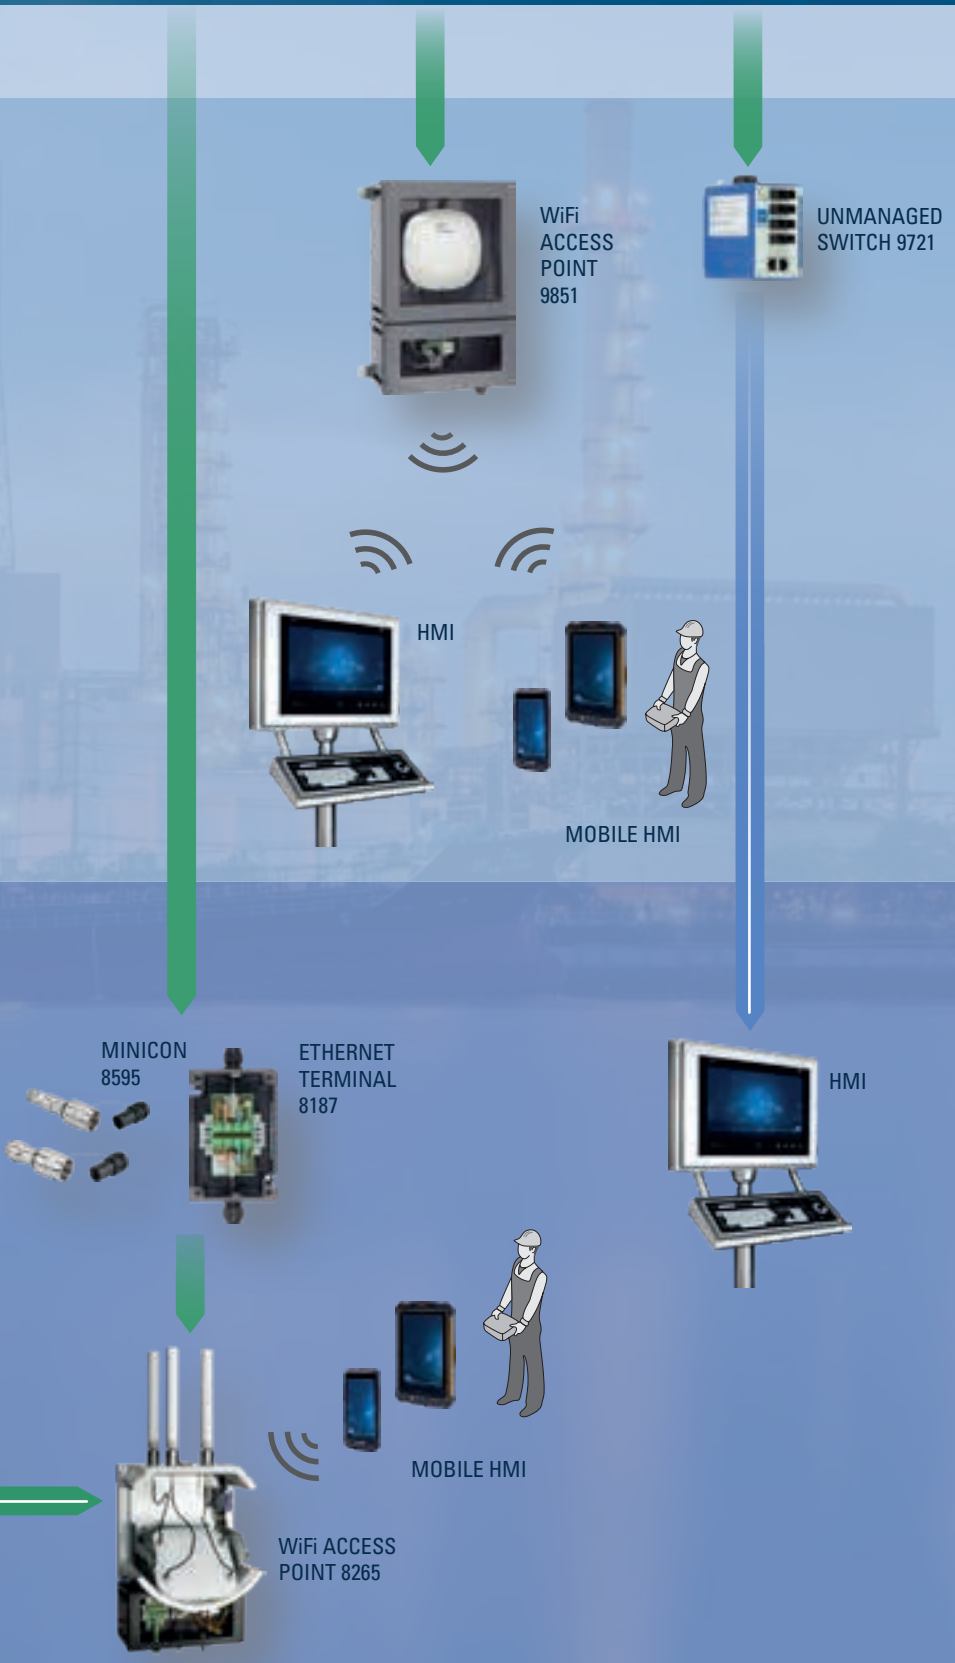 WiFi
ACCESS
POINT
9851
UNMANAGED
SWITCH 9721
HMI
MOBILE HMI
MINICON
8595
ETHERNET
TERMINAL
8187
HMI
MOBILE HMI
WiFi ACCESS
POINT 8265